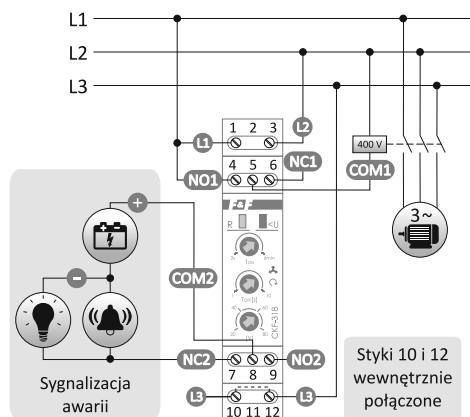 L1
L2
L3
1 2 3
L1
L2
4 5 6
NC1
NO1
COM1
400 V
F&F
R <U
3~
+
−
COM2
CKF-318
NC2
NO2
7 8 9
L3
L3
10 11 12
Sygnalizacja
awarii
Styki 10 i 12
wewnętrznie
połączone